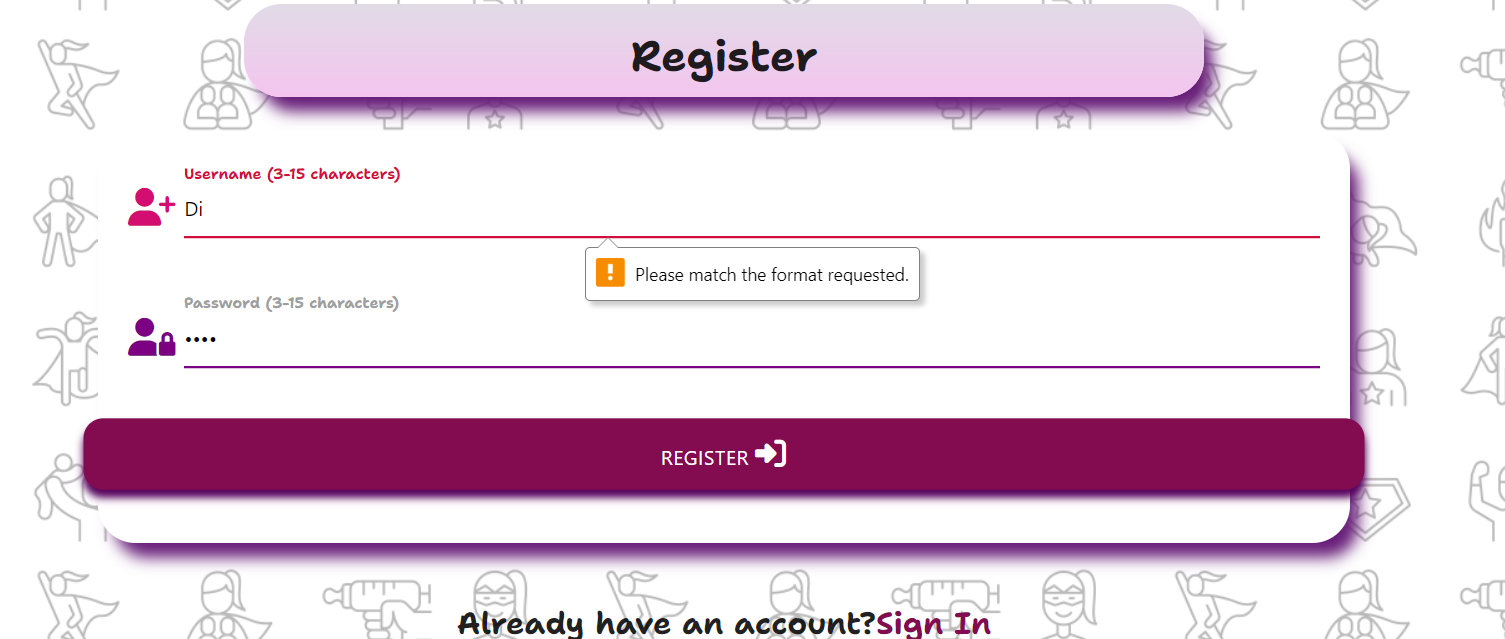 Register
Username (3-15 characters)
Di
Please match the format requested.
Password (3-15 characters)
••••
REGISTER
Already have an account?Sign In